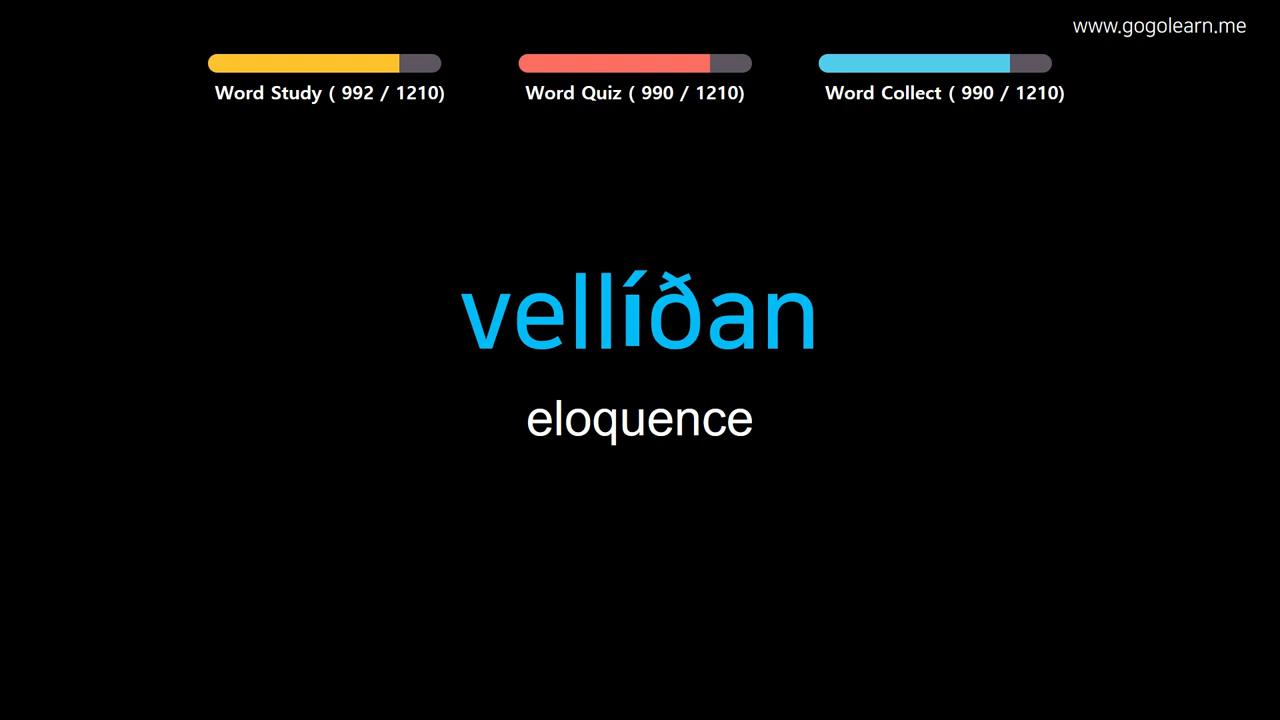 www.gogolearn.me
Word Study ( 992 / 1210)
Word Quiz ( 990 / 1210)
Word Collect ( 990 / 1210)
vellíðan
eloquence